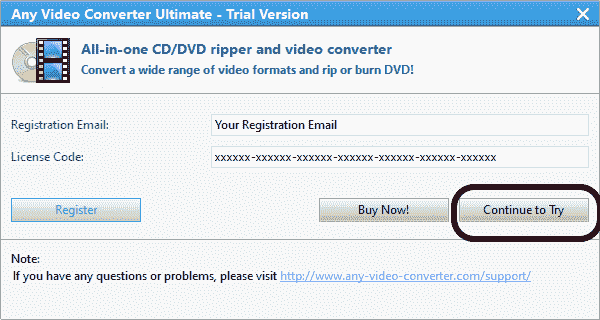 Any Video Converter Ultimate - Trial Version
All-in-one CD/DVD ripper and video converter
Convert a wide range of video formats and rip or burn DVD!
Registration Email:
Your Registration Email
License Code:
xxxxxx-xxxxxx-xxxxxx-xxxxxx-xxxxxx-xxxxxx-xxxxxx
Register
Buy Now!
Continue to Try
Note:
If you have any questions or problems, please visit http://www.any-video-converter.com/support/